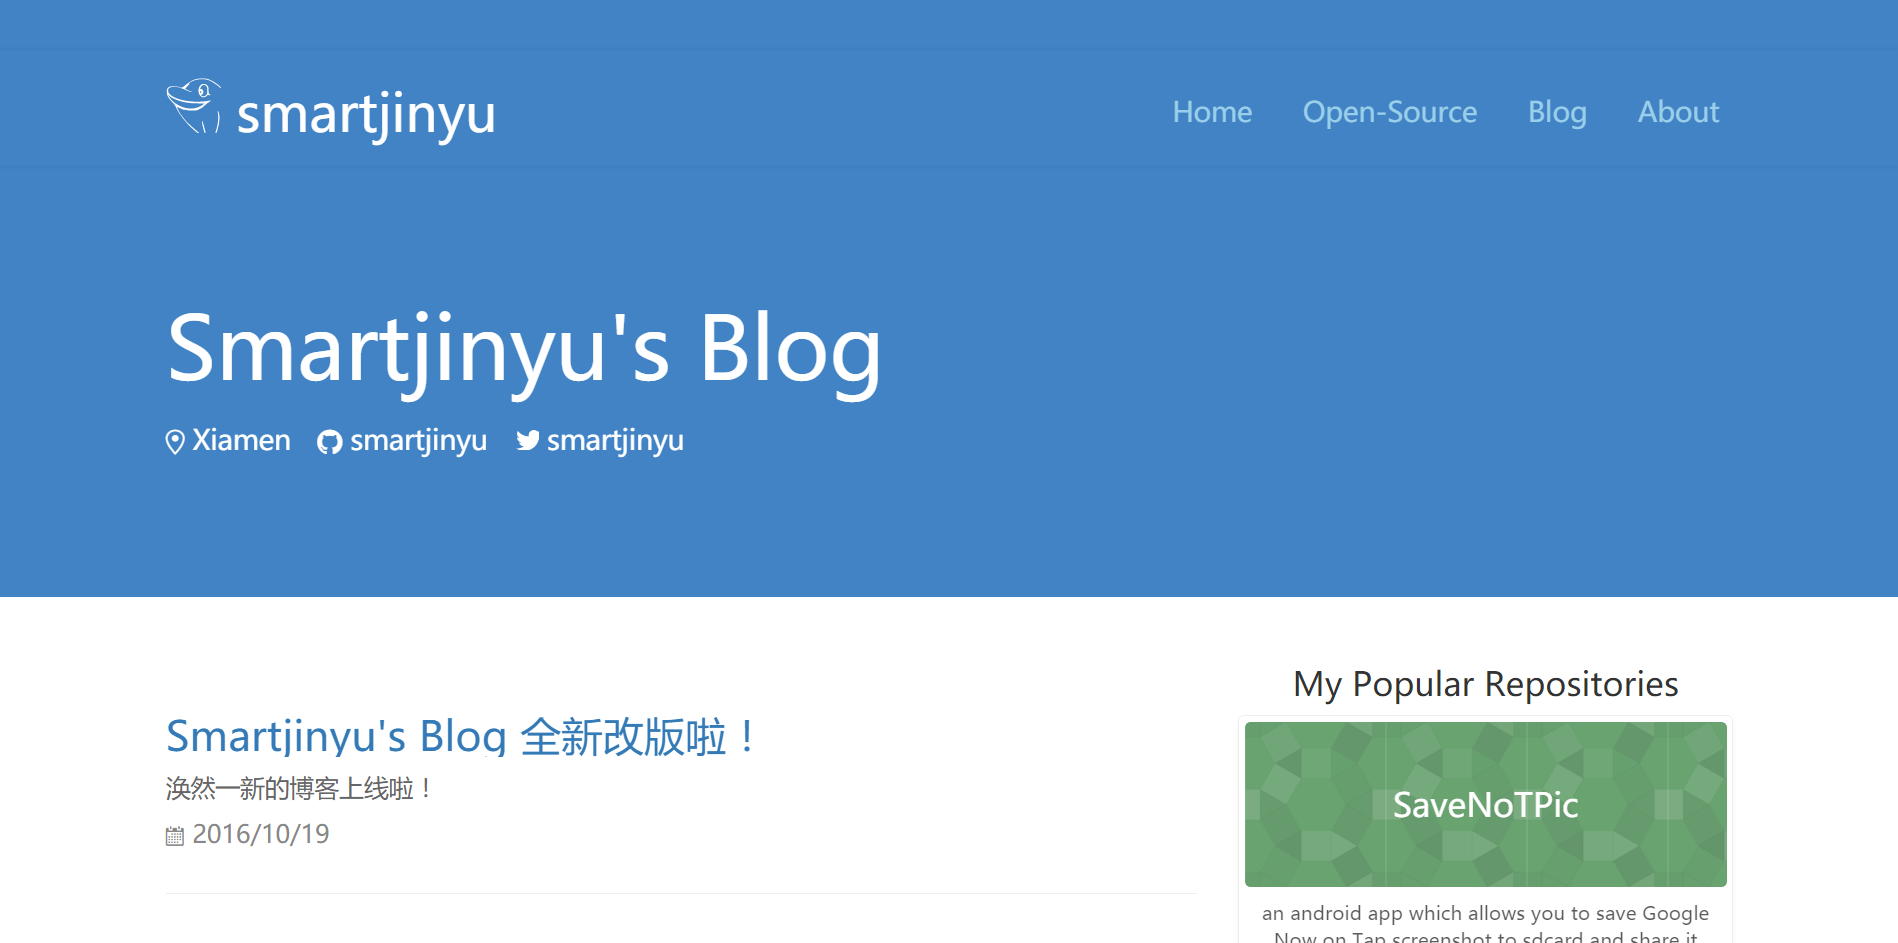 smartjinyu
Home Open-Source Blog About
Smartjinyu's Blog
Xiamen smartjinyu smartjinyu
Smartjinyu's Blog 全新改版啦！
渙然一新的博客上线啦！
2016/10/19
My Popular Repositories
SaveNoTPic
an android app which allows you to save Google
Now on Tap screenshot to sdcard and share it